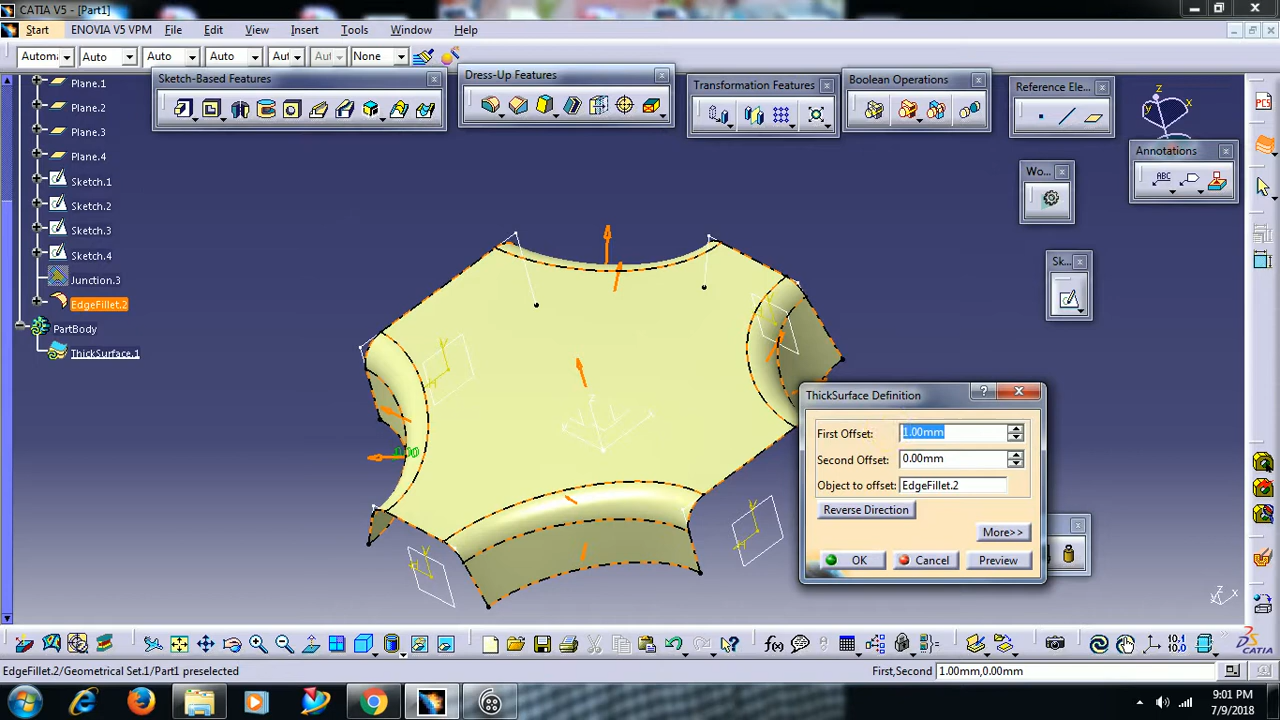 CATIA V5 - [Part1]
Start
ENOVIA V5 VPM
File
Edit
View
Insert
Tools
Window
Help
Auto
Auto
Auto
None
Sketch-Based Features
Dress-Up Features
Transformation Features
Boolean Operations
Reference Ele...
Annotations
Wo...
Sk...
Plane.1
Plane.2
Plane.3
Plane.4
Sketch.1
Sketch.2
Sketch.3
Sketch.4
Junction.3
EdgeFillet.2
PartBody
ThickSurface.1
ThickSurface Definition
First Offset:
1.00mm
Second Offset:
0.00mm
Object to offset:
EdgeFillet.2
Reverse Direction
More>>
OK
Cancel
Preview
EdgeFillet.2/Geometrical Set.1/Part1 preselected
First,Second
1.00mm,0.00mm
CATIA
9:01 PM
7/9/2018